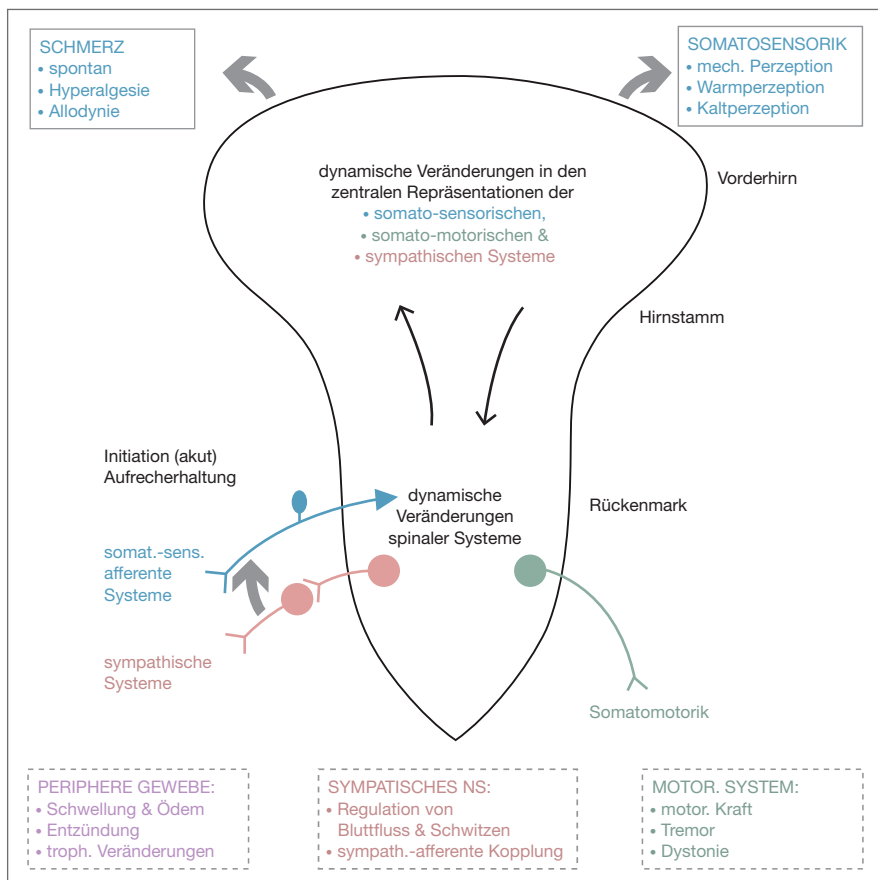 SCHMERZ
• spontan
• Hyperalgesie
• Allodynie
SOMATOSENSORIK
• mech. Perzeption
• Warmperzeption
• Kaltperzeption
dynamische Veränderungen in den
zentralen Repräsentationen der
• somato-sensorischen,
• somato-motorischen &
• sympathischen Systeme
Vorderhirn
Hirnstamm
Initiation (akut)
Aufrecherhaltung
dynamische
Veränderungen
spinaler Systeme
Rückenmark
somat.-sens.
afferente
Systeme
sympathische
Systeme
Somatomotorik
PERIPHERE GEWEBE:
• Schwellung & Ödem
• Entzündung
• troph. Veränderungen
SYMPATISCHES NS:
• Regulation von
Bluttfluss & Schwitzen
• sympath.-afferente Kopplung
MOTOR. SYSTEM:
• motor. Kraft
• Tremor
• Dystonie